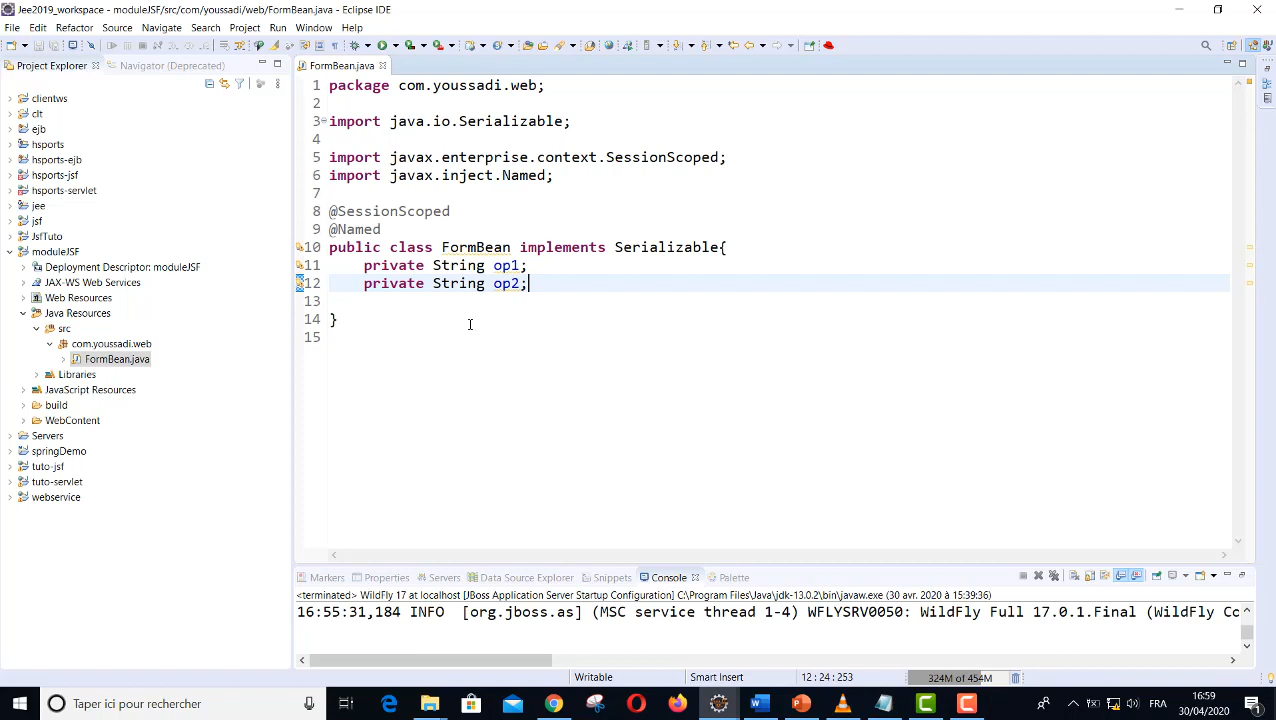 Jee2019_workspace - moduleJSF/src/com/youssadi/web/FormBean.java - Eclipse IDE
File Edit Refactor Source Navigate Search Project Run Window Help
Project Explorer
Navigator (Deprecated)
FormBean.java
clientws
clt
ejb
hsports
hsports-ejb
hsports-jsf
hsports-servlet
jee
jsf
JsfTuto
moduleJSF
Deployment Descriptor: moduleJSF
JAX-WS Web Services
Web Resources
Java Resources
src
com.youssadi.web
FormBean.java
Libraries
JavaScript Resources
build
WebContent
Servers
springDemo
tuto-jsf
tuto-servlet
webservice
1 package com.youssadi.web;
2
3 import java.io.Serializable;
4
5 import javax.enterprise.context.SessionScoped;
6 import javax.inject.Named;
7
8 @SessionScoped
9 @Named
10 public class FormBean implements Serializable{
11 private String op1;
12 private String op2;
13
14 }
15
Markers Properties Servers Data Source Explorer Snippets Console Palette
<terminated> WildFly 17 at localhost [JBoss Application Server Startup Configuration] C:\Program Files\Java\jdk-13.0.2\bin\javaw.exe (30 avr. 2020 à 15:39:36)
16:55:31,184 INFO [org.jboss.as] (MSC service thread 1-4) WFLYSRV0050: WildFly Full 17.0.1.Final (WildFly Co
Writable Smart Insert 12 : 24 : 253 324M of 454M
Taper ici pour rechercher
FRA
16:59
30/04/2020